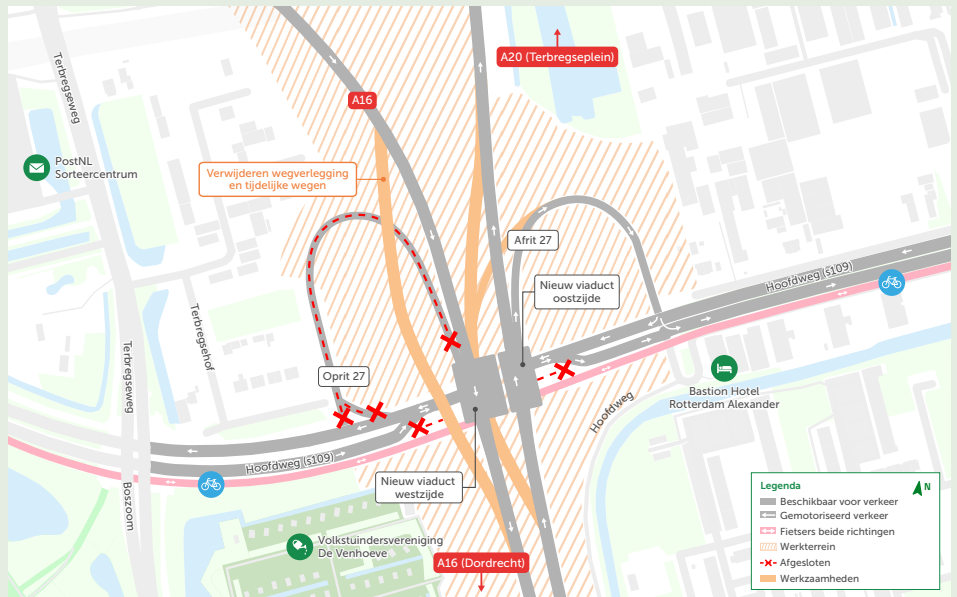 A20 (Terbregseplein)
Terbregseweg
A16
PostNL
Sorteercentrum
Verwijderen wegverlegging
en tijdelijke wegen
Afrit 27
Nieuw viaduct
oostzijde
Hoofdweg (s109)
Terbregsehof
Terbregseweg
Oprit 27
Bastion Hotel
Rotterdam Alexander
Hoofdweg
Hoofdweg (s109)
Nieuw viaduct
westzijde
Boszoom
Volkstuindersvereniging
De Venhoeve
A16 (Dordrecht)
Legenda
N
Beschikbaar voor verkeer
Gemotoriseerd verkeer
Fietsers beide richtingen
Werkterrein
Afgesloten
Werkzaamheden